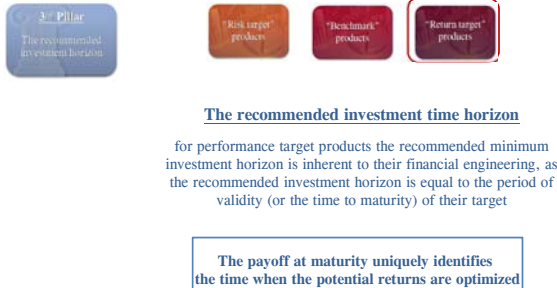 3rd Pillar
The recommended
investment horizon
"Risk target"
products
"Benchmark"
products
"Return target"
products
The recommended investment time horizon
for performance target products the recommended minimum
investment horizon is inherent to their financial engineering, as
the recommended investment horizon is equal to the period of
validity (or the time to maturity) of their target
The payoff at maturity uniquely identifies
the time when the potential returns are optimized